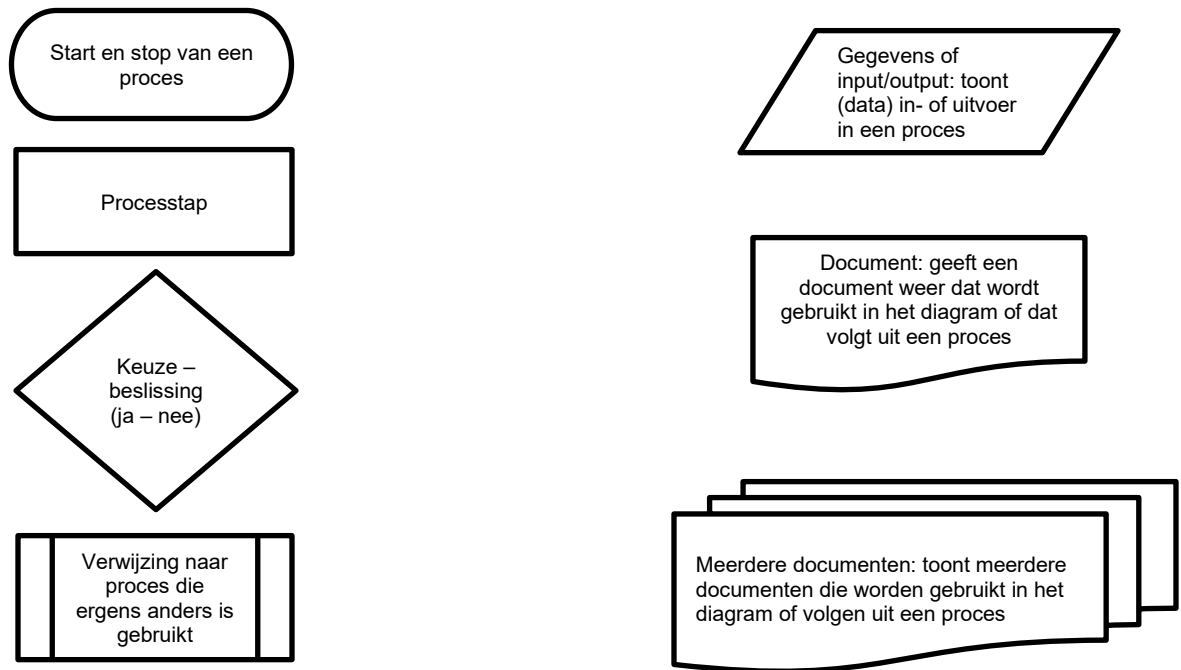 Start en stop van een
proces
Processtap
Keuze –
beslissing
(ja – nee)
Verwijzing naar
proces die
ergens anders is
gebruikt
Gegevens of
input/output: toont
(data) in- of uitvoer
in een proces
Document: geeft een
document weer dat wordt
gebruikt in het diagram of dat
volgt uit een proces
Meerdere documenten: toont meerdere
documenten die worden gebruikt in het
diagram of volgen uit een proces